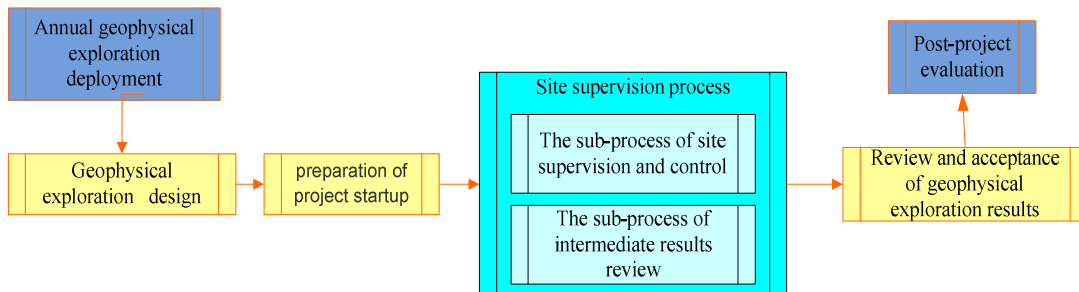 Annual geophysical
exploration
deployment
Geophysical
exploration design
preparation of
project startup
Site supervision process
The sub-process of site
supervision and control
The sub-process of
intermediate results
review
Review and acceptance
of geophysical
exploration results
Post-project
evaluation